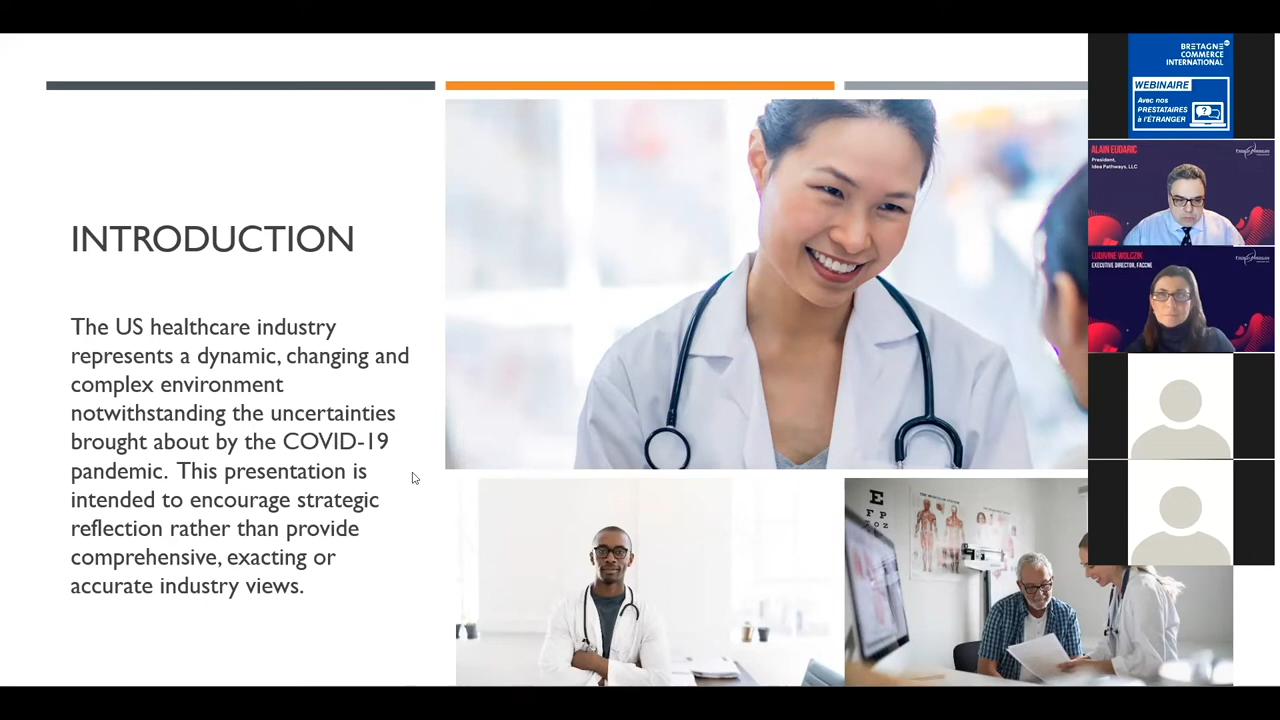 INTRODUCTION
The US healthcare industry
represents a dynamic, changing and
complex environment
notwithstanding the uncertainties
brought about by the COVID-19
pandemic. This presentation is
intended to encourage strategic
reflection rather than provide
comprehensive, exacting or
accurate industry views.
BRETAGNE
COMMERCE
INTERNATIONAL
WEBINAIRE
Avec nos
PRESTATAIRES
à l'ÉTRANGER
?
ALAIN EUDARIC
President,
Idea Pathways, LLC
LUDIVINE WOLCZIK
EXECUTIVE DIRECTOR, FACCNE
E
F P